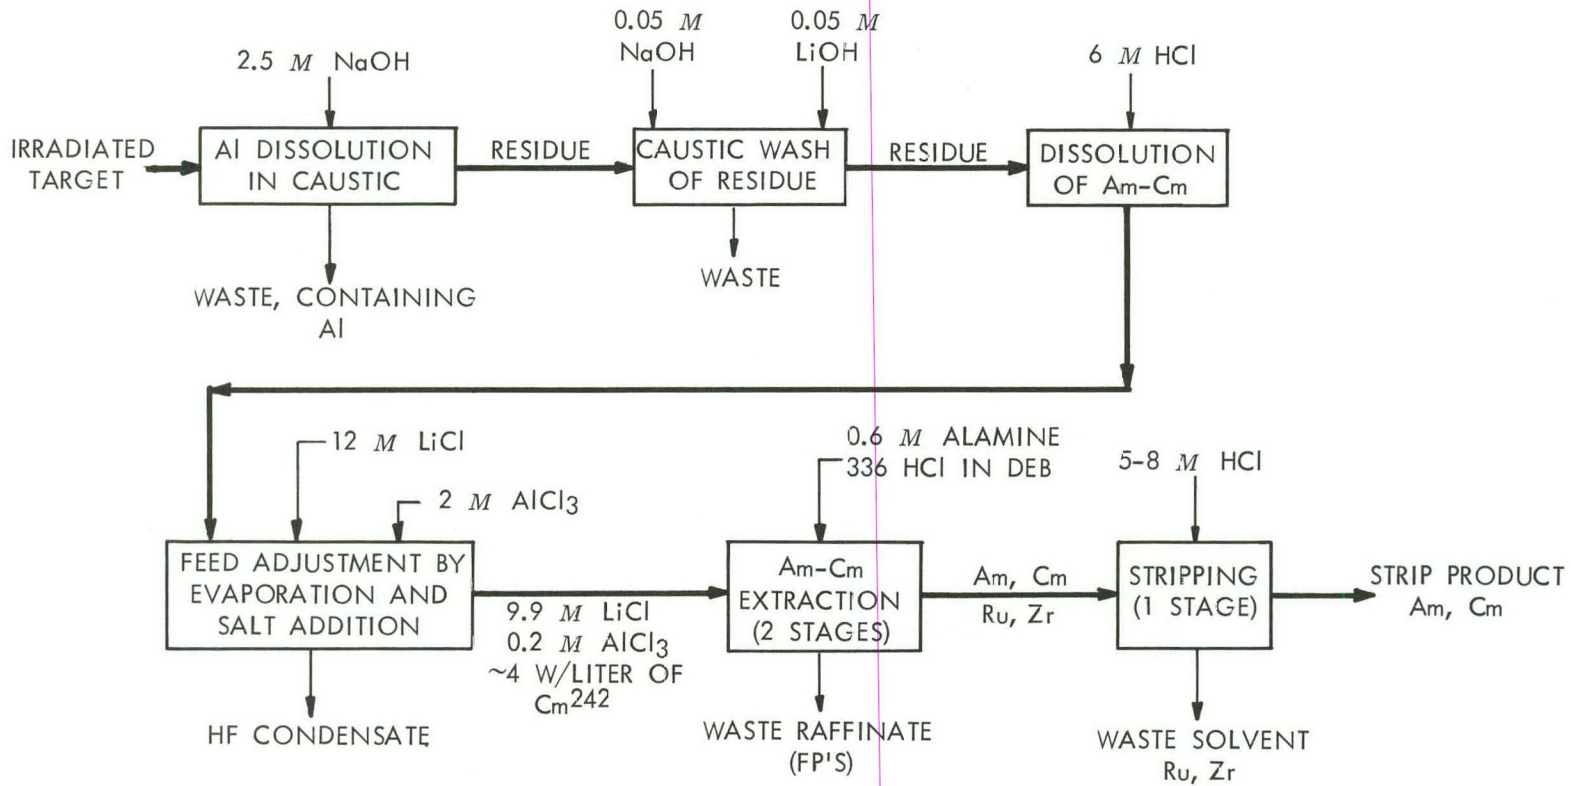 2.5 M NaOH
0.05 M
NaOH
0.05 M
LiOH
6 M HCl
IRRADIATED
TARGET
Al DISSOLUTION
IN CAUSTIC
RESIDUE
CAUSTIC WASH
OF RESIDUE
RESIDUE
DISSOLUTION
OF Am-Cm
WASTE, CONTAINING
Al
WASTE
12 M LiCl
2 M AlCl3
0.6 M ALAMINE
336 HCl IN DEB
5-8 M HCl
FEED ADJUSTMENT BY
EVAPORATION AND
SALT ADDITION
9.9 M LiCl
0.2 M AlCl3
~4 W/LITER OF
Cm242
Am-Cm
EXTRACTION
(2 STAGES)
Am, Cm
Ru, Zr
STRIPPING
(1 STAGE)
STRIP PRODUCT
Am, Cm
HF CONDENSATE
WASTE RAFFINATE
(FP'S)
WASTE SOLVENT
Ru, Zr